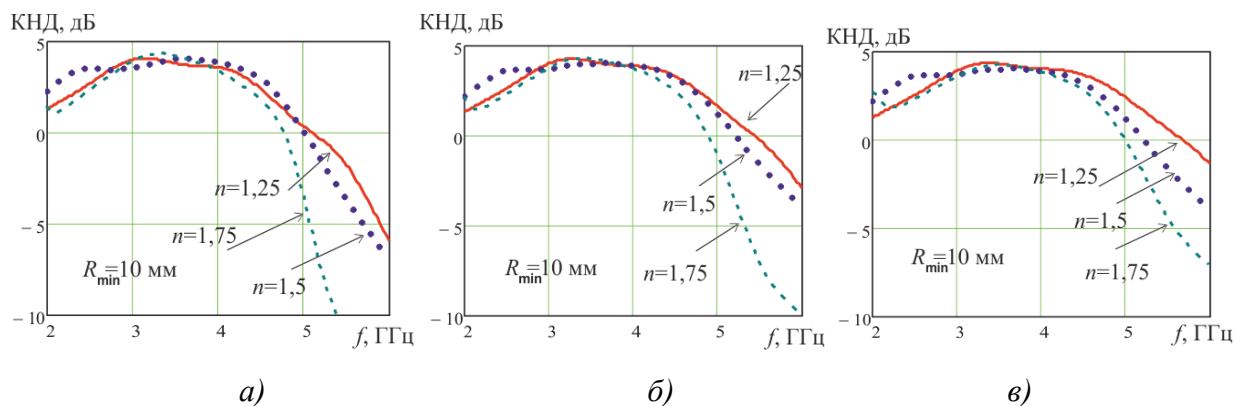 КНД, дБ
5
0
–5
–10
2
3
4
5
f, ГГц
n=1,25
n=1,75
n=1,5
Rmin=10 мм
а)
КНД, дБ
5
0
–5
–10
2
3
4
5
f, ГГц
n=1,25
n=1,5
n=1,75
Rmin=10 мм
б)
КНД, дБ
5
0
–5
–10
2
3
4
5
f, ГГц
n=1,25
n=1,5
n=1,75
Rmin=10 мм
в)